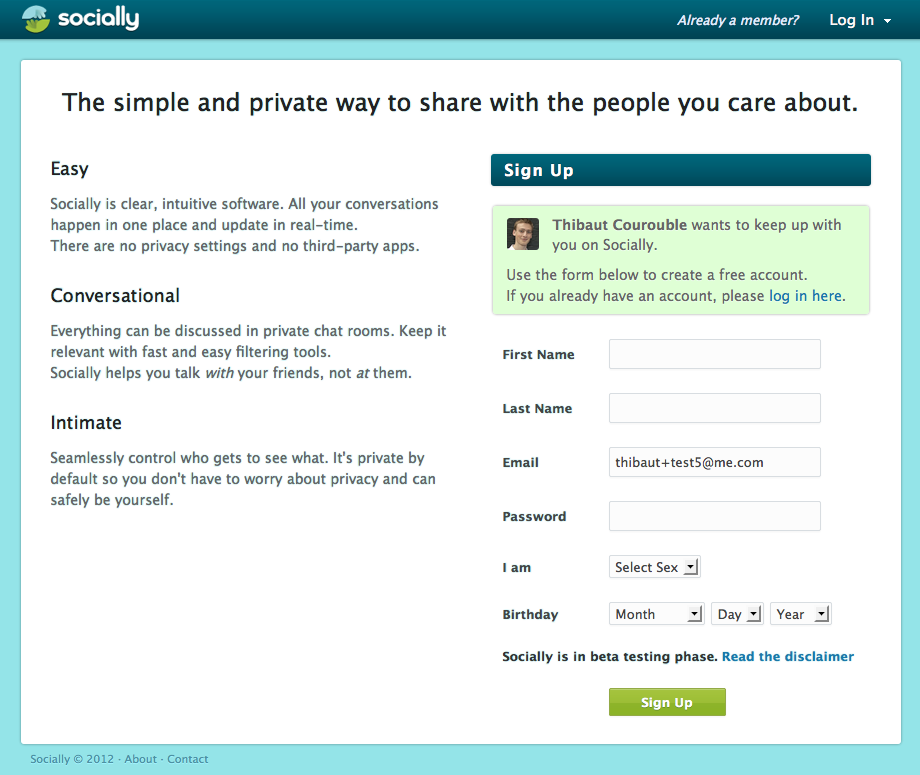 socially
Already a member? Log In
The simple and private way to share with the people you care about.
Easy
Socially is clear, intuitive software. All your conversations
happen in one place and update in real-time.
There are no privacy settings and no third-party apps.
Conversational
Everything can be discussed in private chat rooms. Keep it
relevant with fast and easy filtering tools.
Socially helps you talk with your friends, not at them.
Intimate
Seamlessly control who gets to see what. It's private by
default so you don't have to worry about privacy and can
safely be yourself.
Sign Up
Thibaut Courouble wants to keep up with
you on Socially.
Use the form below to create a free account.
If you already have an account, please log in here.
First Name
Last Name
Email thibaut+test5@me.com
Password
I am Select Sex
Birthday Month Day Year
Socially is in beta testing phase. Read the disclaimer
Sign Up
Socially © 2012 · About · Contact